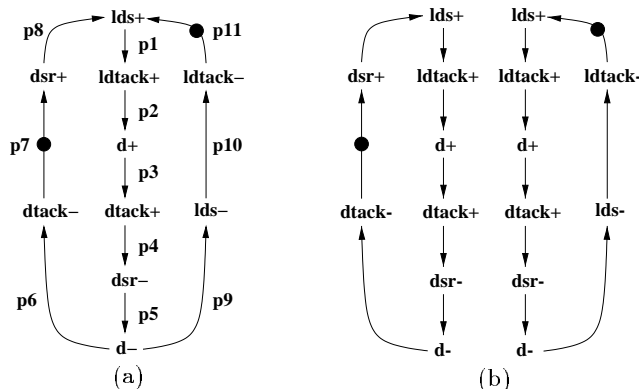 p8 lds+ p11 lds+ lds+
p1
dsr+ ldtack+ ldtack− dsr+ ldtack+ ldtack+ ldtack-
p2
p7 d+ p10 d+ d+
p3
dtack− dtack+ lds− dtack- dtack+ dtack+ lds-
p4
dsr− dsr- dsr-
p6 p5 p9
d− d- d-
(a) (b)